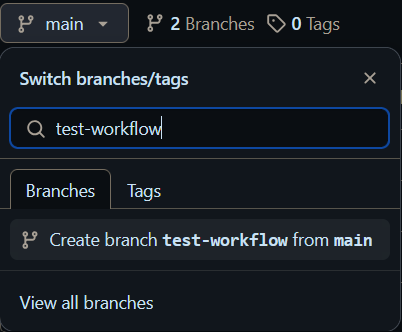 main 2 Branches 0 Tags
Switch branches/tags
test-workflow
Branches Tags
Create branch test-workflow from main
View all branches